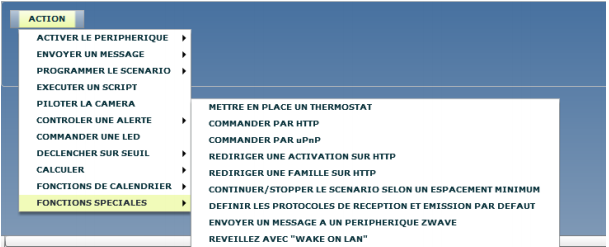 ACTION
ACTIVER LE PERIPHERIQUE
ENVOYER UN MESSAGE
PROGRAMMER LE SCENARIO
EXECUTER UN SCRIPT
PILOTER LA CAMERA
CONTROLER UNE ALERTE
COMMANDER UNE LED
DECLENCHER SUR SEUIL
CALCULER
FONCTIONS DE CALENDRIER
FONCTIONS SPECIALES
METTRE EN PLACE UN THERMOSTAT
COMMANDER PAR HTTP
COMMANDER PAR uPnP
REDIRIGER UNE ACTIVATION SUR HTTP
REDIRIGER UNE FAMILLE SUR HTTP
CONTINUER/STOPPER LE SCENARIO SELON UN ESPACEMENT MINIMUM
DEFINIR LES PROTOCOLES DE RECEPTION ET EMISSION PAR DEFAUT
ENVOYER UN MESSAGE A UN PERIPHERIQUE ZWAVE
REVEILLEZ AVEC "WAKE ON LAN"